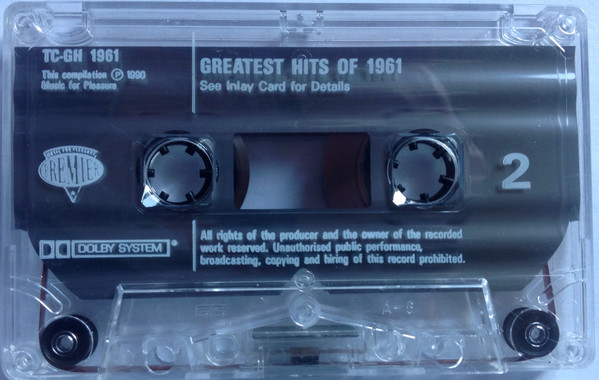 TC-GH 1961
This compilation Ⓟ 1990
Music for Pleasure
GREATEST HITS OF 1961
See Inlay Card for Details
PREMIER
2
DOLBY SYSTEM
All rights of the producer and the owner of the recorded
work reserved. Unauthorised public performance,
broadcasting, copying and hiring of this record prohibited.
A-6